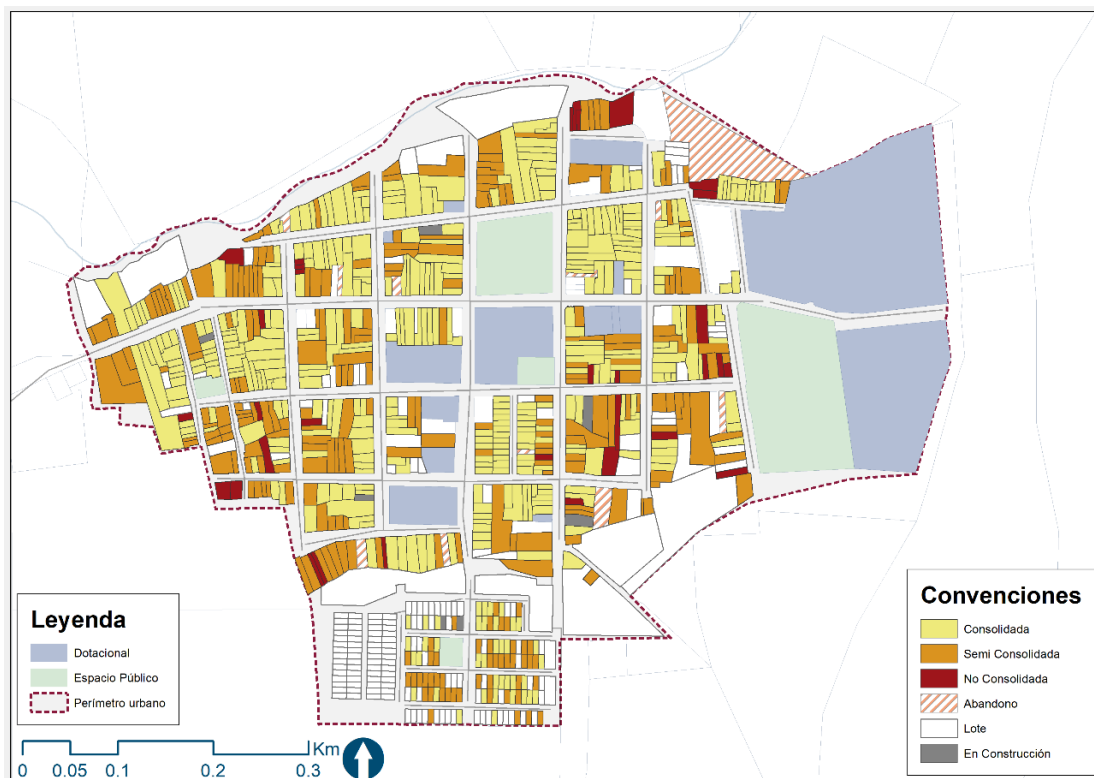 Leyenda
Dotacional
Espacio Público
Perímetro urbano
0 0.05 0.1 0.2 0.3
Km
Convenciones
Consolidada
Semi Consolidada
No Consolidada
Abandono
Lote
En Construcción